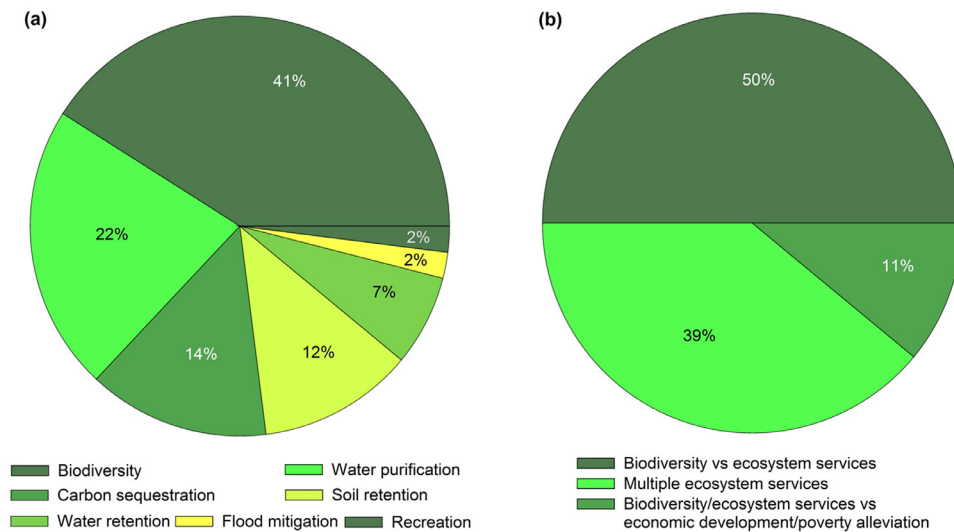 (a)
41%
22%
14%
12%
7%
2%
2%
Biodiversity
Water purification
Carbon sequestration
Soil retention
Water retention
Flood mitigation
Recreation
(b)
50%
39%
11%
Biodiversity vs ecosystem services
Multiple ecosystem services
Biodiversity/ecosystem services vs
economic development/poverty alleviation